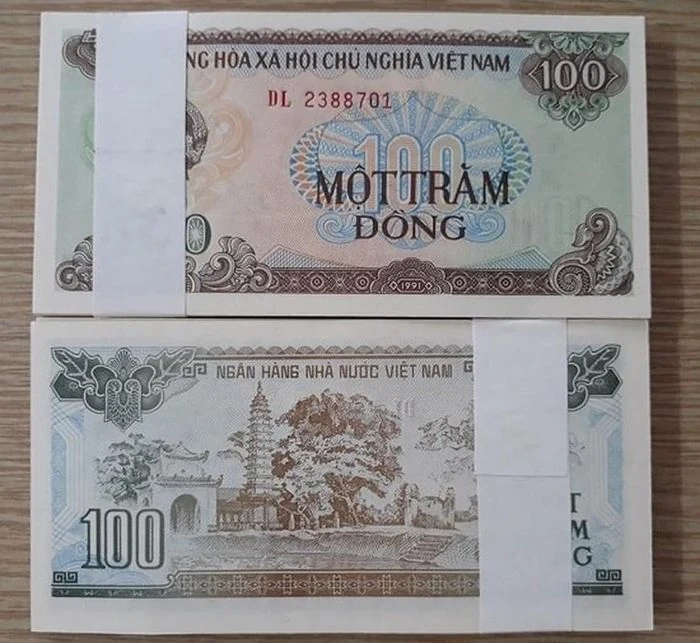 NG HÒA XÃ HỘI CHỦ NGHĨA VIỆT NAM
100
DL 2388701
100
MỘT TRĂM
ĐỒNG
0
1991
NGÂN HÀNG NHÀ NƯỚC VIỆT NAM
100
T
M
G